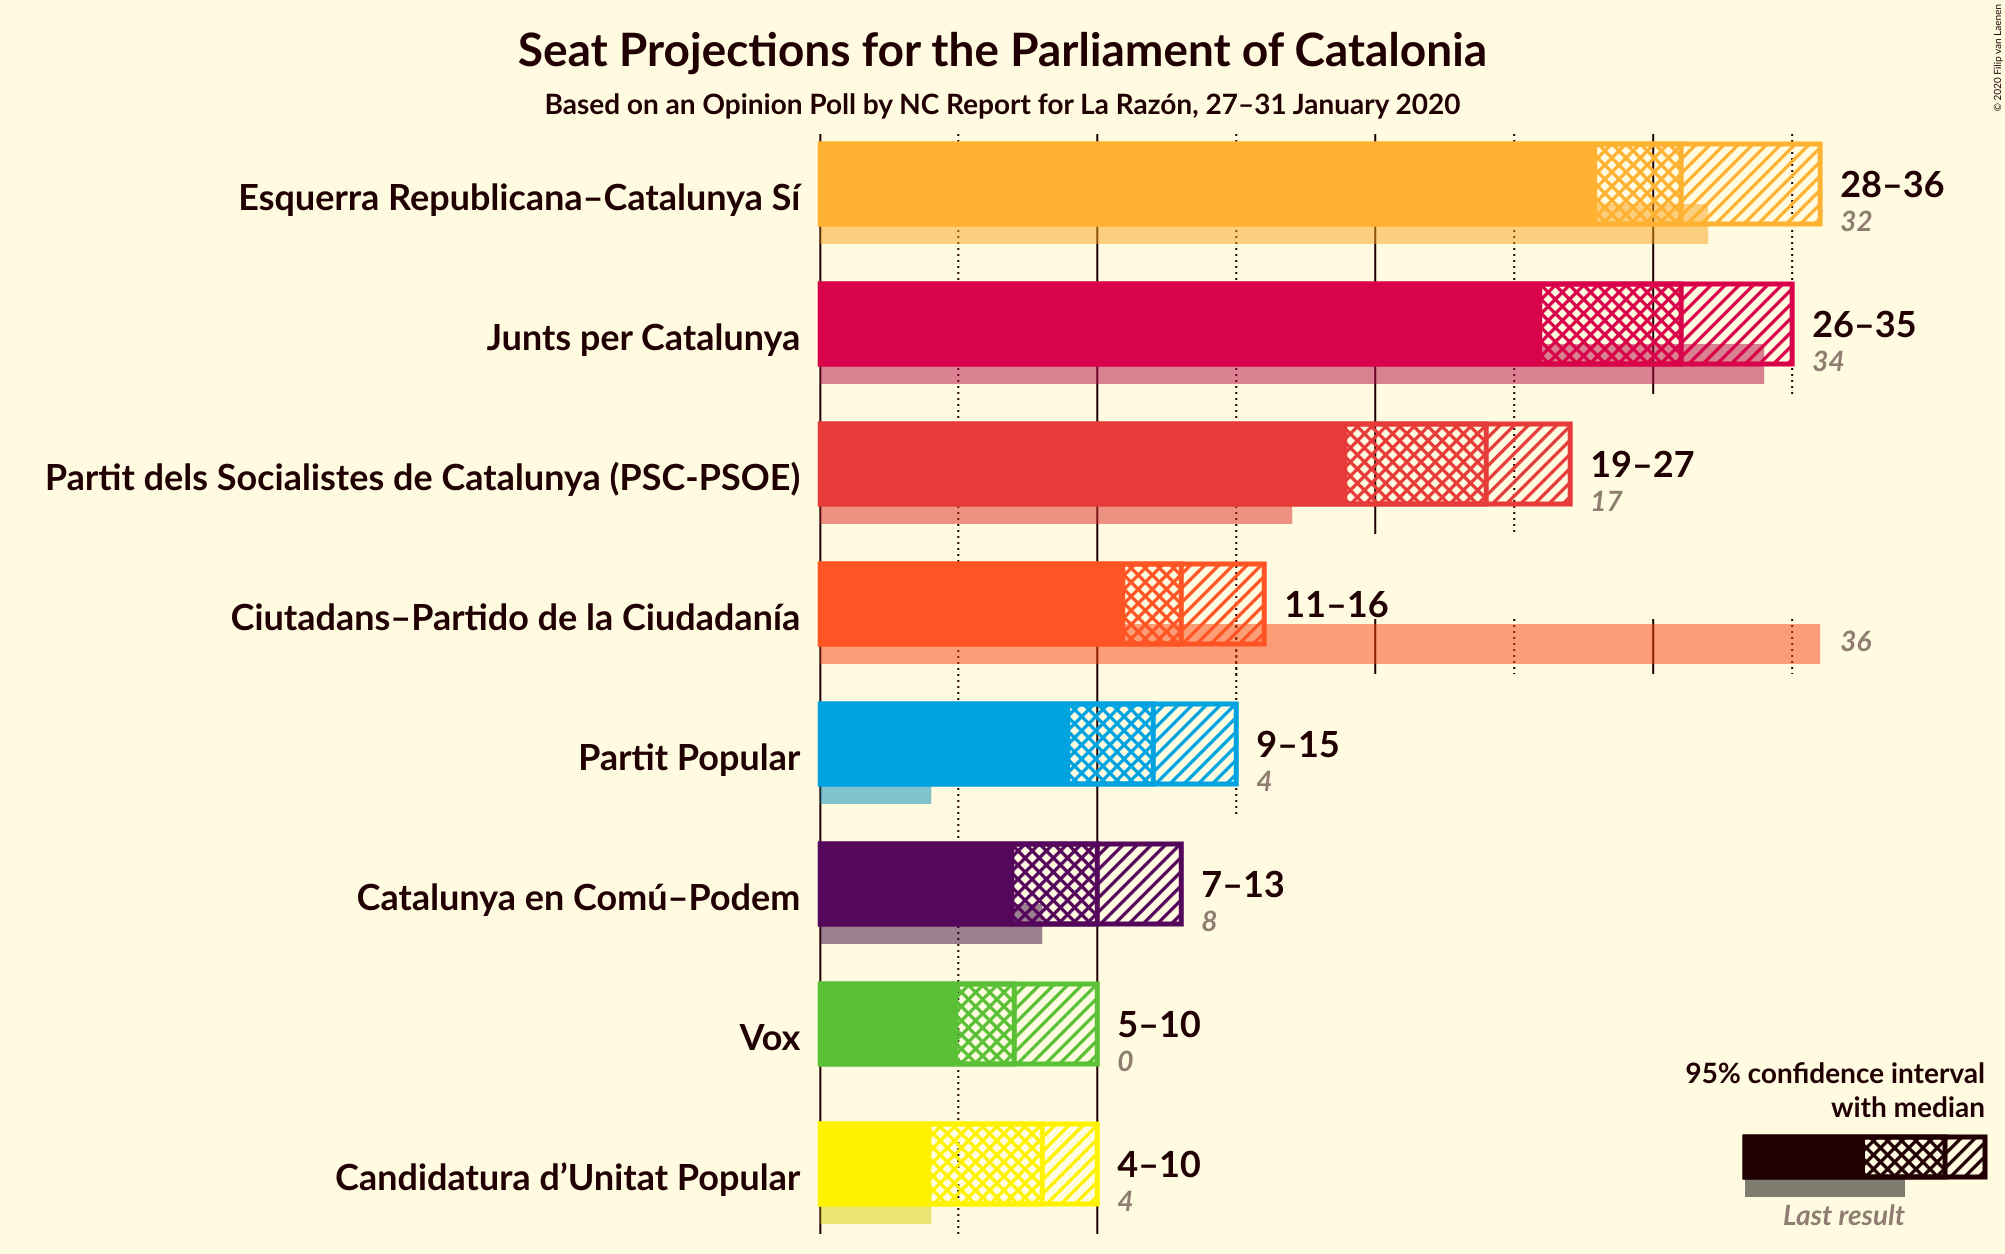 Seat Projections for the Parliament of Catalonia
Based on an Opinion Poll by NC Report for La Razón, 27–31 January 2020
© 2020 Filip van Laenen
Esquerra Republicana–Catalunya Sí
28–36
32
Junts per Catalunya
26–35
34
Partit dels Socialistes de Catalunya (PSC-PSOE)
19–27
17
Ciutadans–Partido de la Ciudadanía
11–16
36
Partit Popular
9–15
4
Catalunya en Comú–Podem
7–13
8
Vox
5–10
0
Candidatura d’Unitat Popular
4–10
4
95% confidence interval
with median
Last result